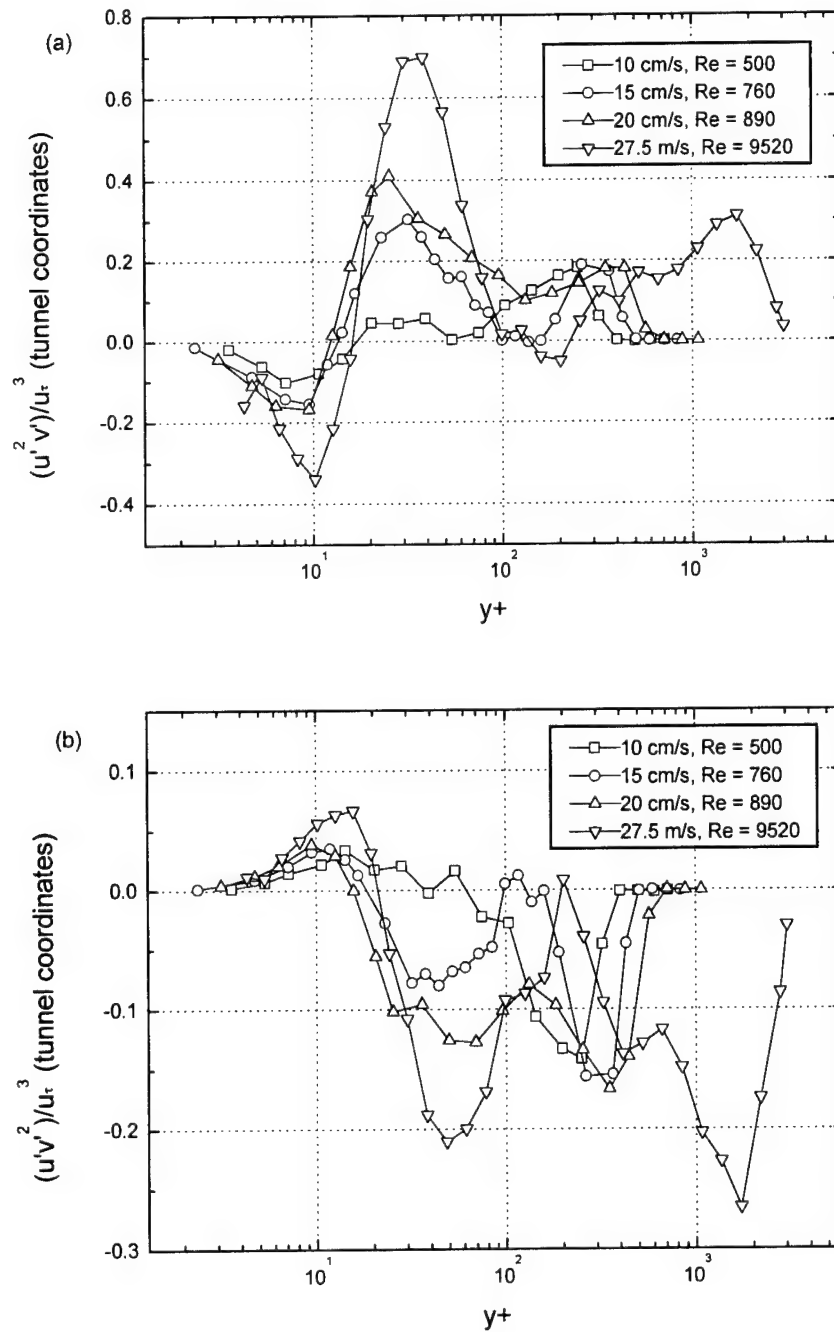 (a)
0.8
0.6
0.4
0.2
0.0
-0.2
-0.4
(u'²v')/uτ³ (tunnel coordinates)
10 cm/s, Re = 500
15 cm/s, Re = 760
20 cm/s, Re = 890
27.5 m/s, Re = 9520
10¹
10²
10³
y+
(b)
0.1
0.0
-0.1
-0.2
-0.3
(u'v'²)/uτ³ (tunnel coordinates)
10 cm/s, Re = 500
15 cm/s, Re = 760
20 cm/s, Re = 890
27.5 m/s, Re = 9520
10¹
10²
10³
y+